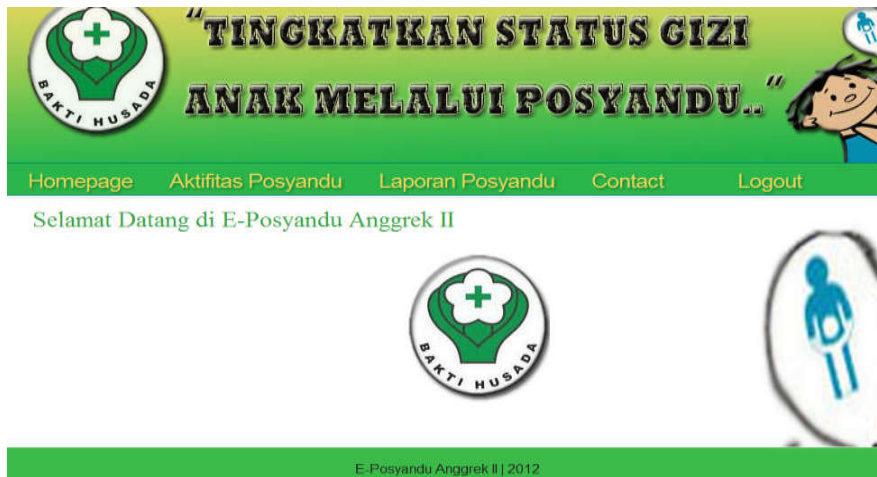 "TINGKATKAN STATUS GIZI
ANAK MELALUI POSYANDU.."
BAKTI HUSADA
Homepage Aktifitas Posyandu Laporan Posyandu Contact Logout
Selamat Datang di E-Posyandu Anggrek II
BAKTI HUSADA
E-Posyandu Anggrek II | 2012